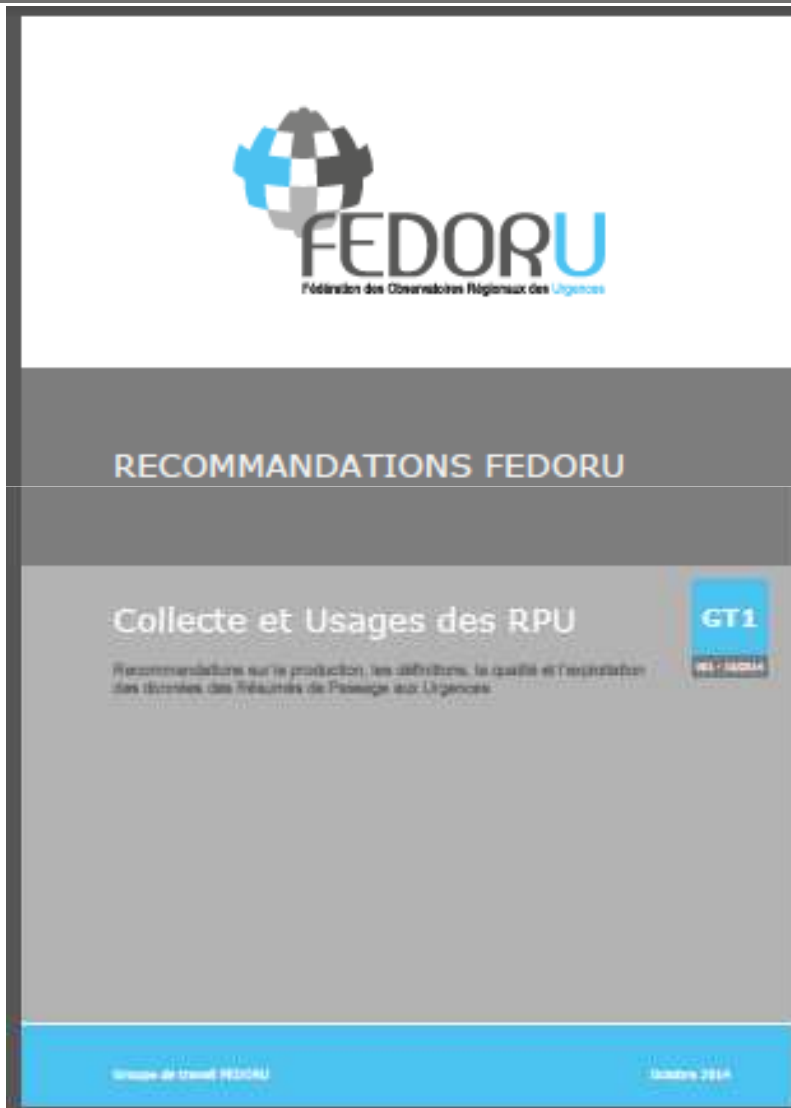 FEDORU
Fédération des Observatoires Régionaux des Urgences
RECOMMANDATIONS FEDORU
Collecte et Usages des RPU
GT1
Recommandations sur la production, les définitions, la qualité et l'exploitation
des données des Résumés de Passage aux Urgences
Groupe de travail FEDORU
Octobre 2014